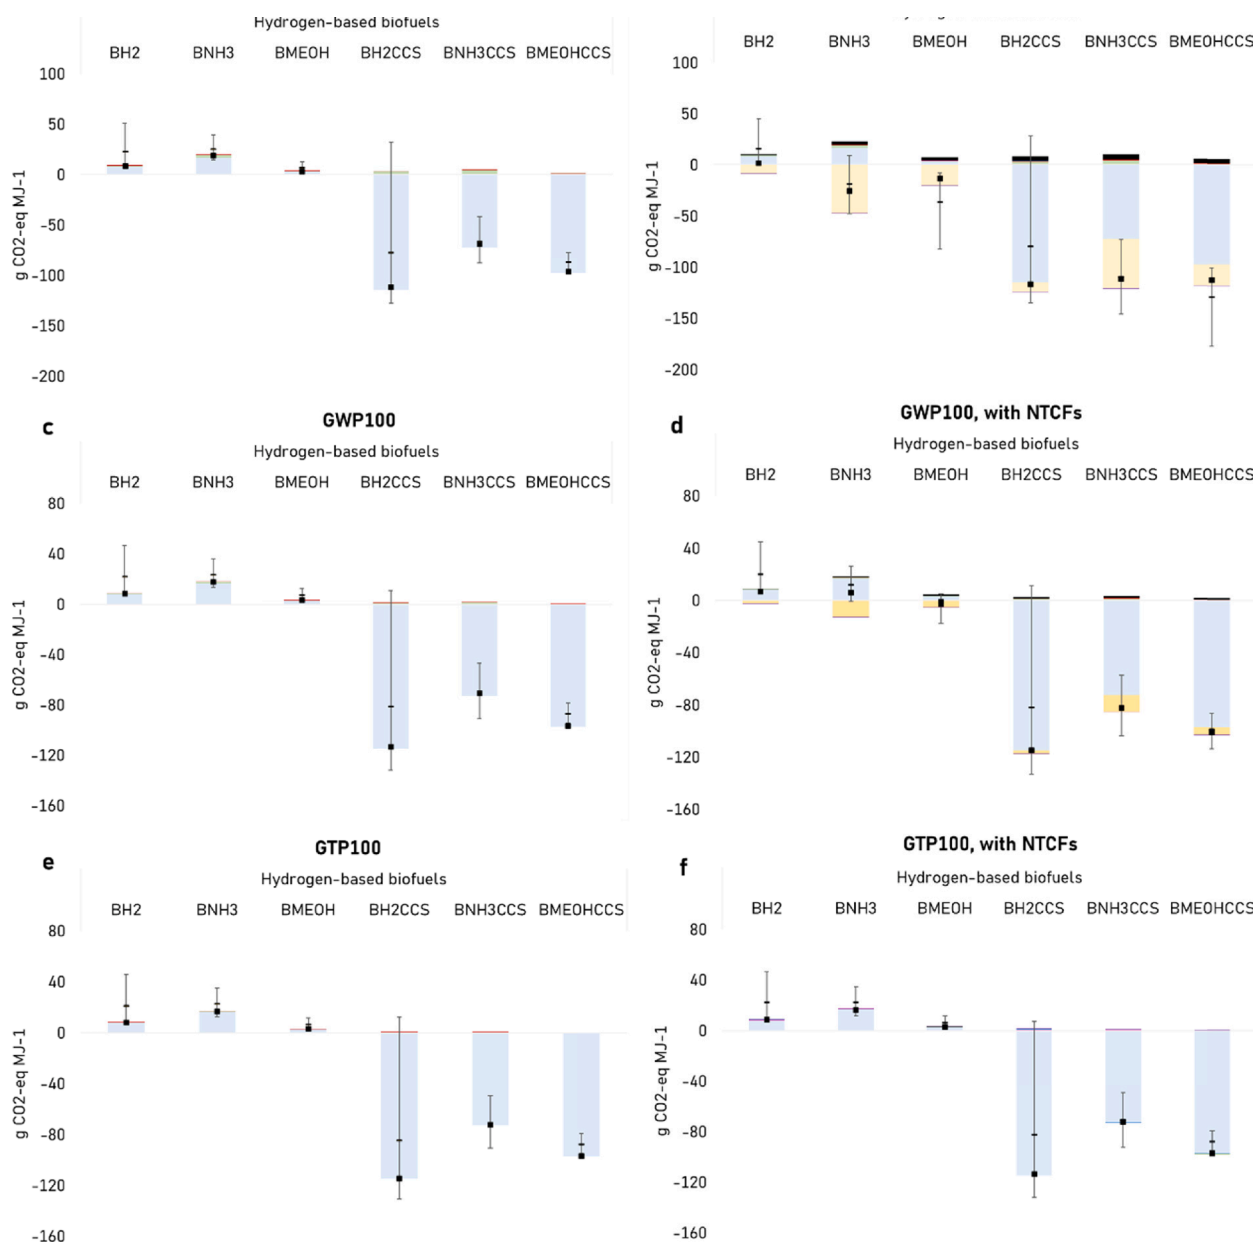 Hydrogen-based biofuels
BH2 BNH3 BMEOH BH2CCS BNH3CCS BMEOHCCS
100
50
0
-50
-100
-150
-200
g CO2-eq MJ-1
BH2 BNH3 BMEOH BH2CCS BNH3CCS BMEOHCCS
100
50
0
-50
-100
-150
-200
g CO2-eq MJ-1
c GWP100
Hydrogen-based biofuels
BH2 BNH3 BMEOH BH2CCS BNH3CCS BMEOHCCS
80
40
0
-40
-80
-120
-160
g CO2-eq MJ-1
d GWP100, with NTCFs
Hydrogen-based biofuels
BH2 BNH3 BMEOH BH2CCS BNH3CCS BMEOHCCS
80
40
0
-40
-80
-120
-160
g CO2-eq MJ-1
e GTP100
Hydrogen-based biofuels
BH2 BNH3 BMEOH BH2CCS BNH3CCS BMEOHCCS
80
40
0
-40
-80
-120
-160
g CO2-eq MJ-1
f GTP100, with NTCFs
Hydrogen-based biofuels
BH2 BNH3 BMEOH BH2CCS BNH3CCS BMEOHCCS
80
40
0
-40
-80
-120
-160
g CO2-eq MJ-1